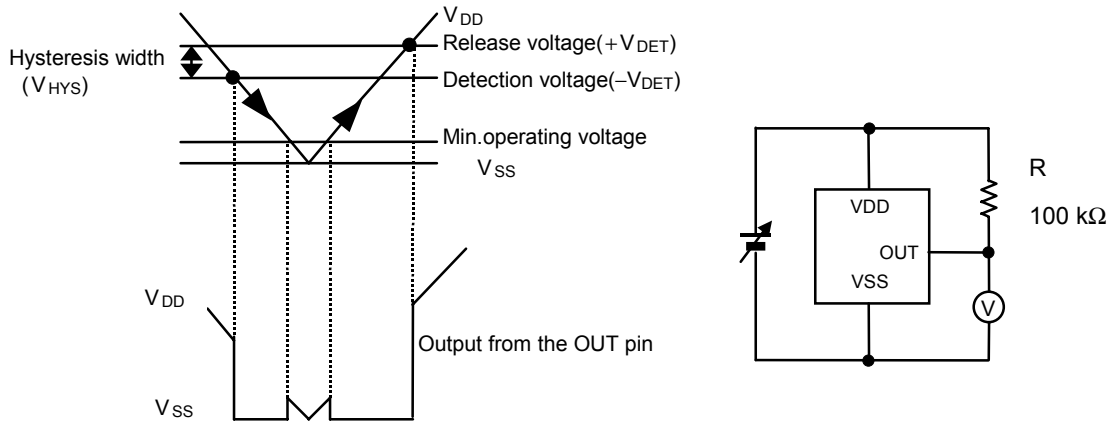 VDD
Release voltage(+VDET)
Hysteresis width
(VHYS)
Detection voltage(−VDET)
Min.operating voltage
VSS
VDD
Output from the OUT pin
VSS
VDD
OUT
VSS
R
100 kΩ
V